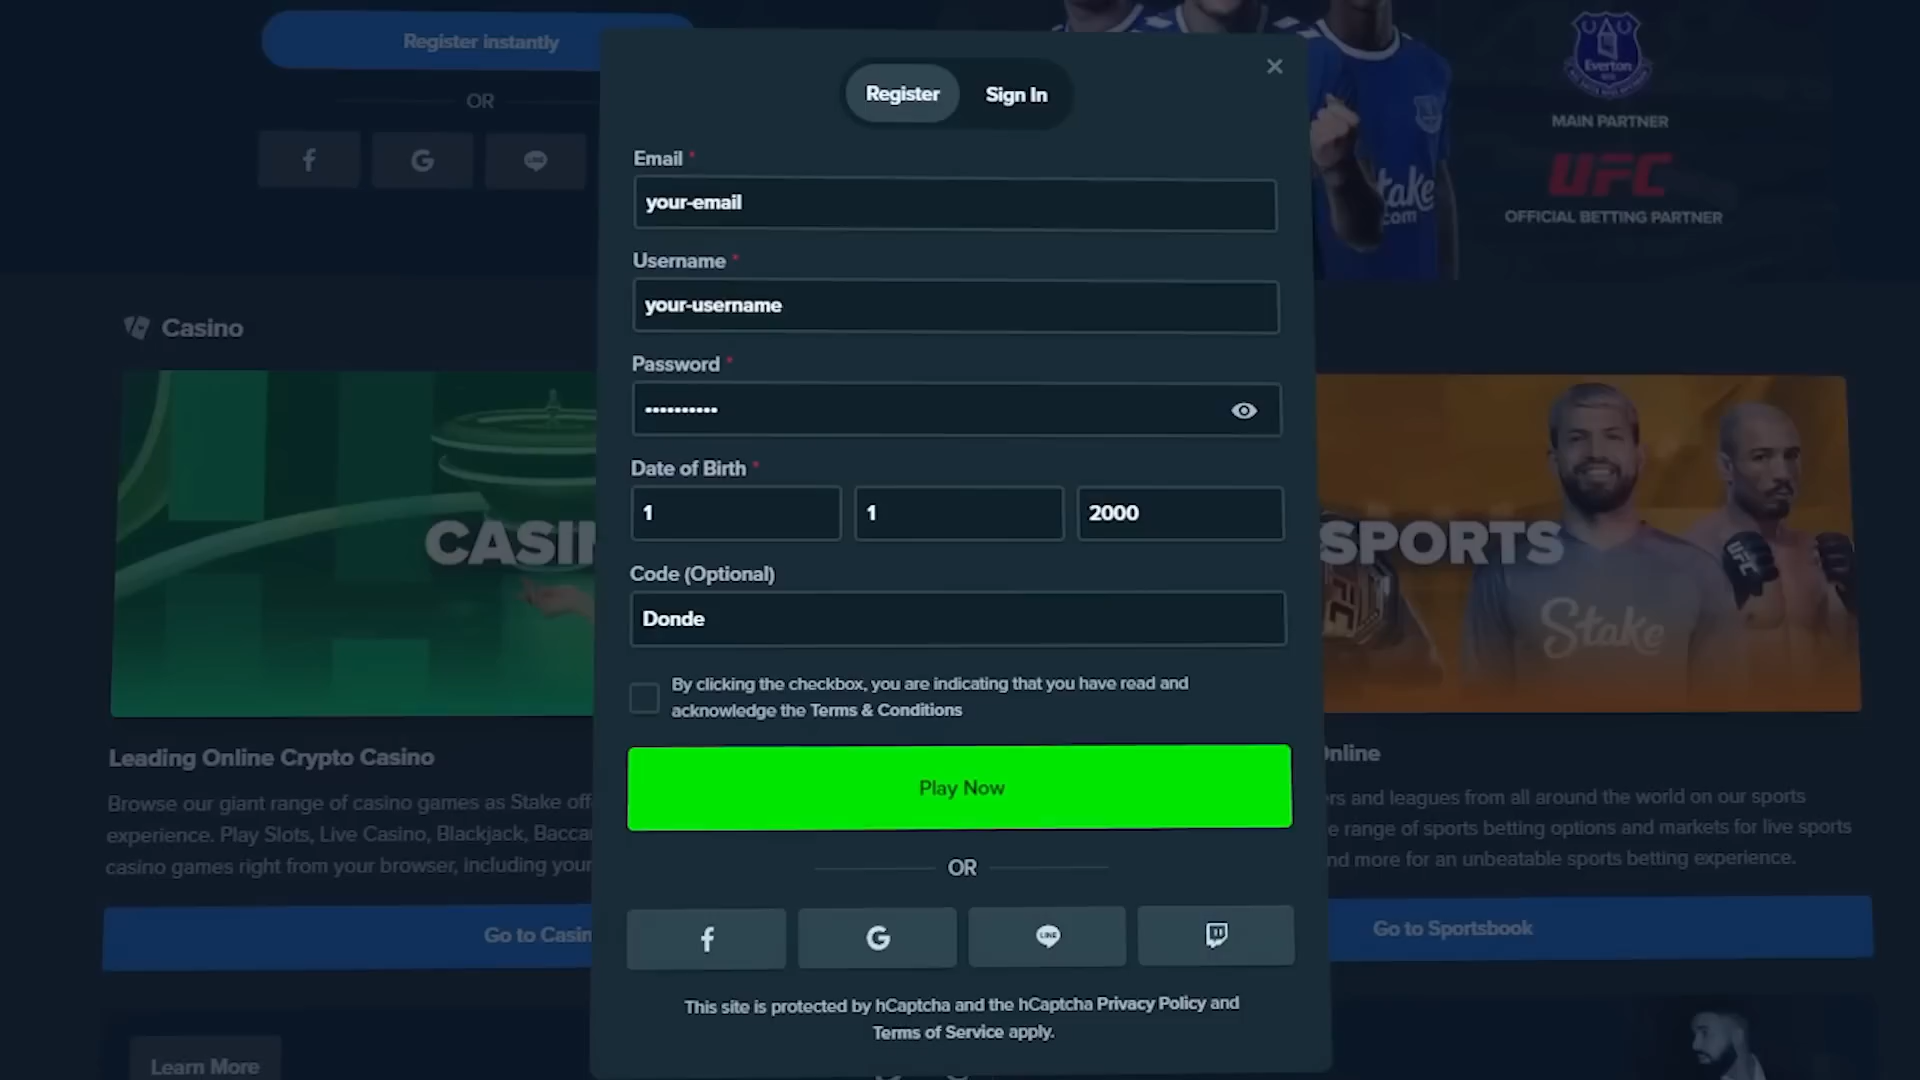 Register instantly
OR
Register
Sign In
Everton
MAIN PARTNER
UFC
OFFICIAL BETTING PARTNER
Email *
your-email
Username *
your-username
Password *
••••••••••
Date of Birth *
1
1
2000
Code (Optional)
Donde
By clicking the checkbox, you are indicating that you have read and
acknowledge the Terms & Conditions
Play Now
OR
LINE
This site is protected by hCaptcha and the hCaptcha Privacy Policy and
Terms of Service apply.
Casino
CASI
SPORTS
Stake
Leading Online Crypto Casino
Browse our giant range of casino games as Stake off
experience. Play Slots, Live Casino, Blackjack, Bacca
casino games right from your browser, including your
Go to Casin
Learn More
Online
rs and leagues from all around the world on our sports
e range of sports betting options and markets for live sports
nd more for an unbeatable sports betting experience.
Go to Sportsbook